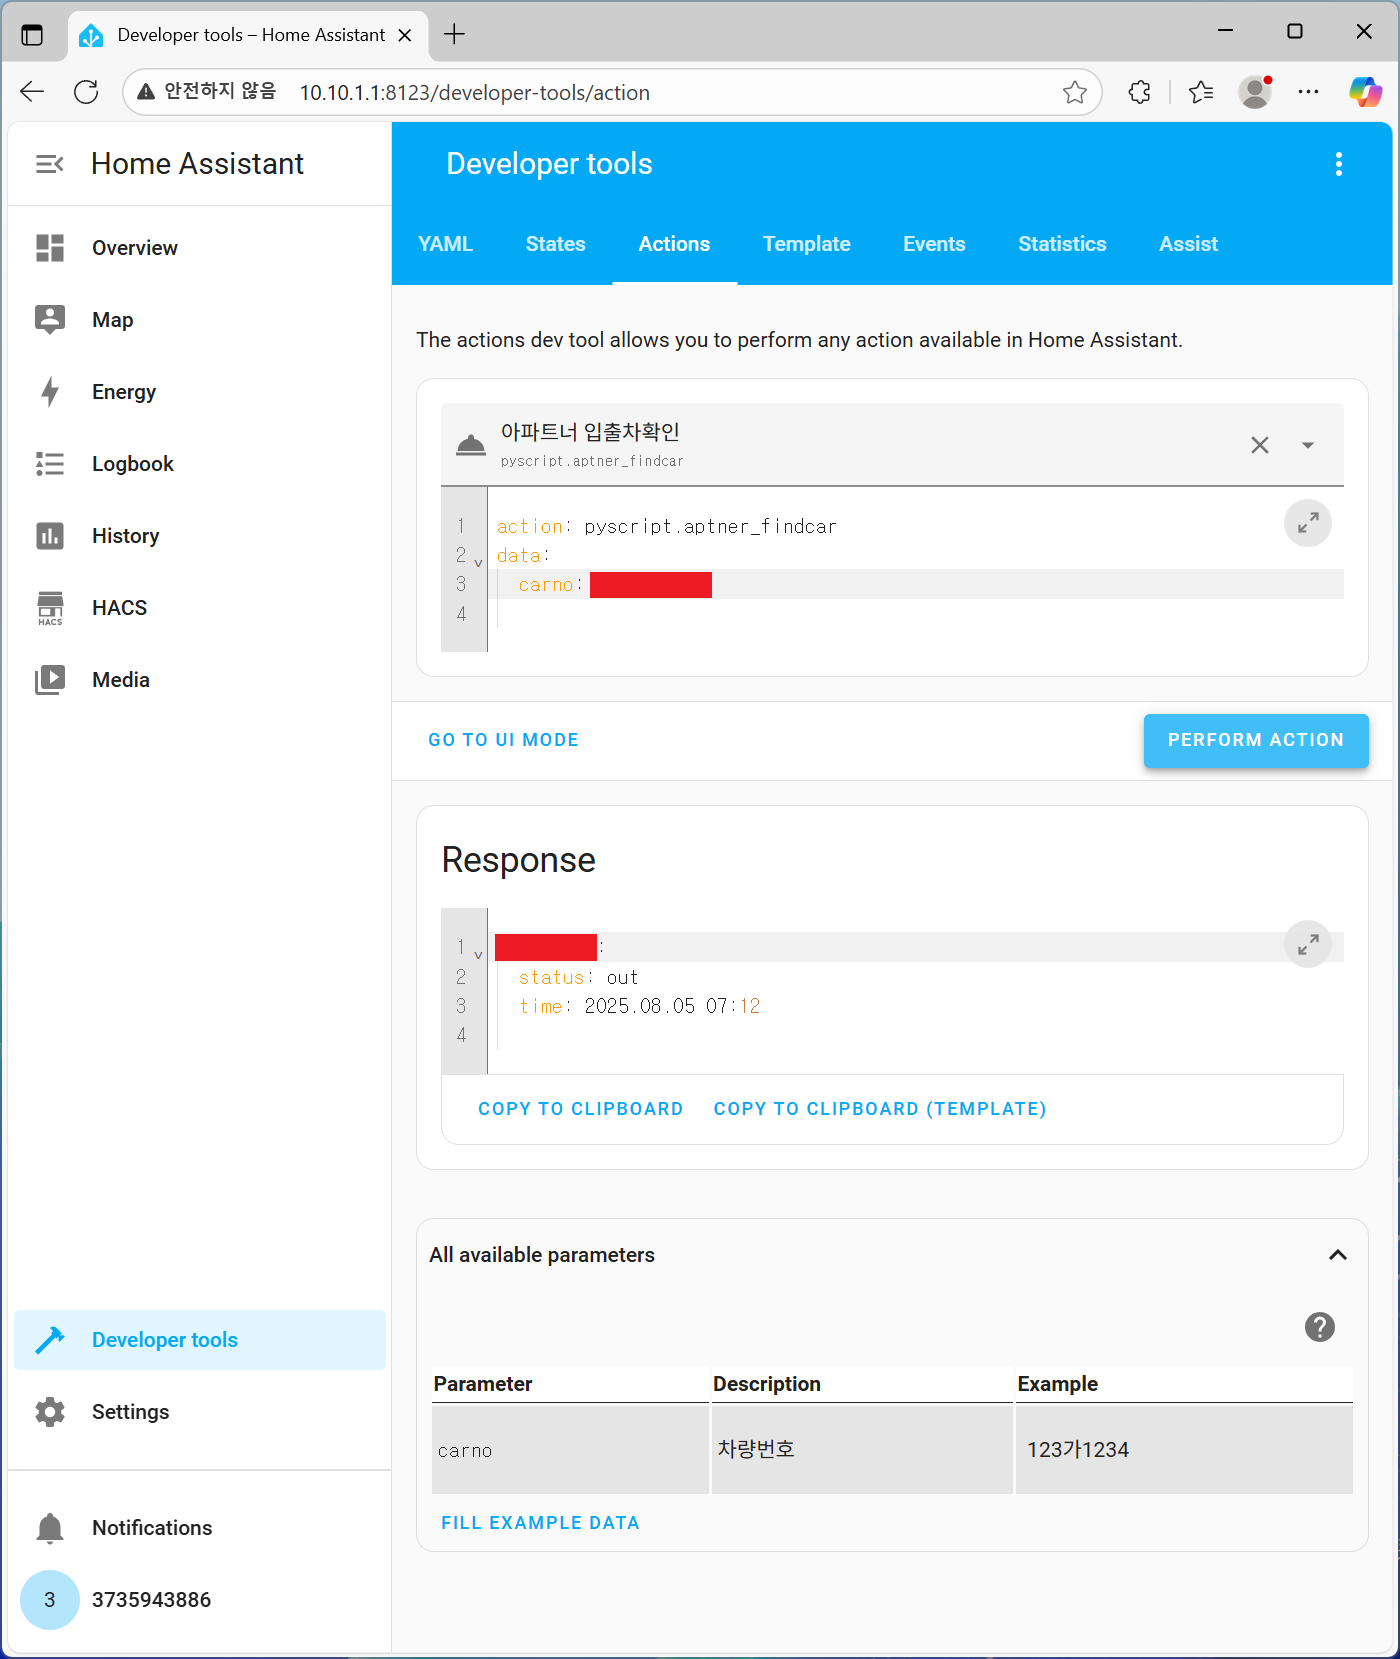 Developer tools – Home Assistant
안전하지 않음 10.10.1.1:8123/developer-tools/action
Home Assistant
Overview
Map
Energy
Logbook
History
HACS
HACS
Media
Developer tools
Settings
Notifications
3 3735943886
Developer tools
YAML States Actions Template Events Statistics Assist
The actions dev tool allows you to perform any action available in Home Assistant.
아파트너 입출차확인
pyscript.aptner_findcar
1 action: pyscript.aptner_findcar
2 data:
3 carno:
4
GO TO UI MODE PERFORM ACTION
Response
1 :
2 status: out
3 time: 2025.08.05 07:12
4
COPY TO CLIPBOARD COPY TO CLIPBOARD (TEMPLATE)
All available parameters
Parameter Description Example
carno 차량번호 123가1234
FILL EXAMPLE DATA